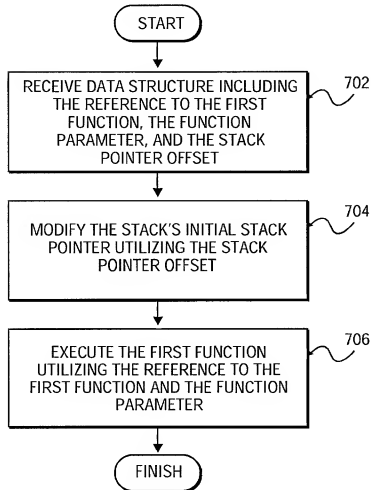 START
702
RECEIVE DATA STRUCTURE INCLUDING
THE REFERENCE TO THE FIRST
FUNCTION, THE FUNCTION
PARAMETER, AND THE STACK
POINTER OFFSET
704
MODIFY THE STACK'S INITIAL STACK
POINTER UTILIZING THE STACK
POINTER OFFSET
706
EXECUTE THE FIRST FUNCTION
UTILIZING THE REFERENCE TO THE
FIRST FUNCTION AND THE FUNCTION
PARAMETER
FINISH